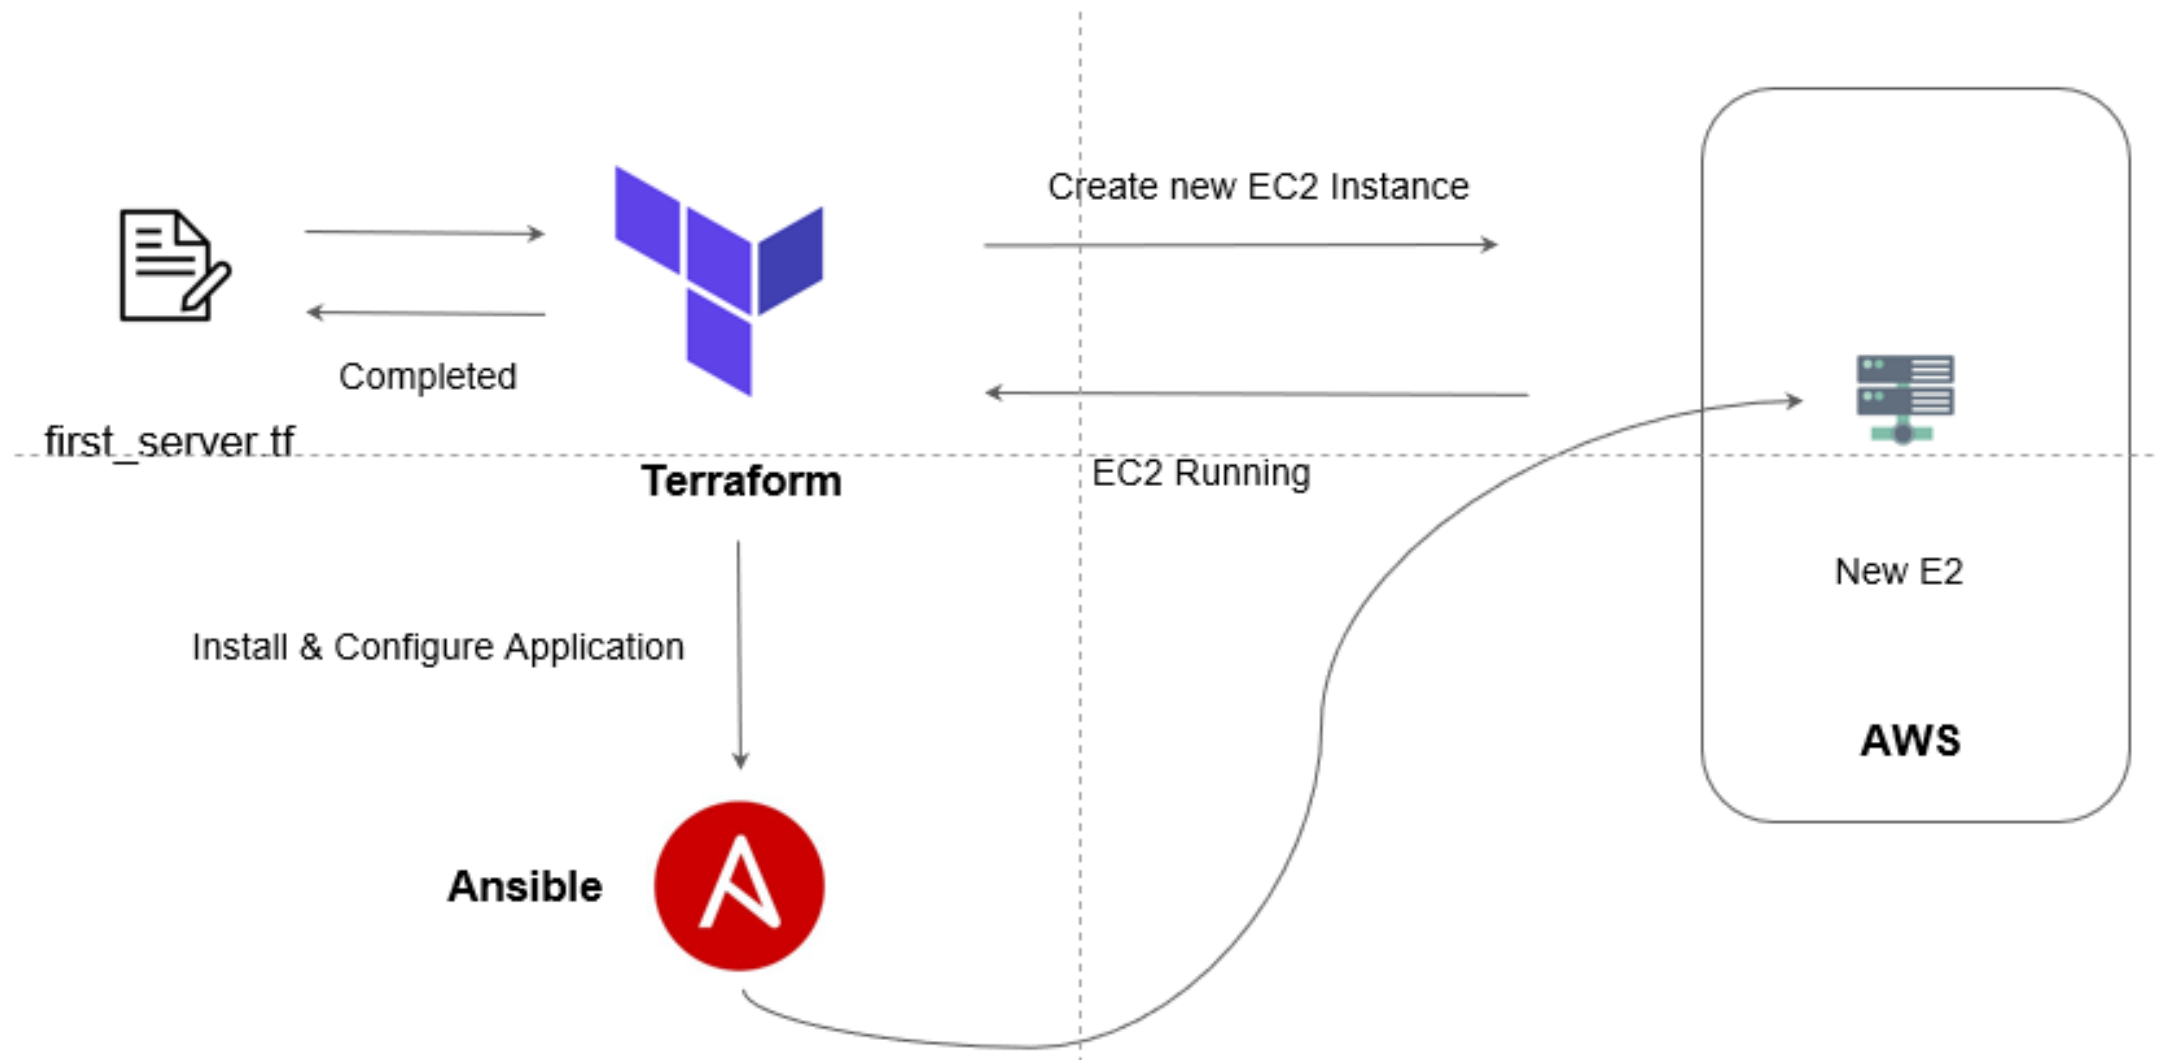 Create new EC2 Instance
Completed
first_server.tf
Terraform
EC2 Running
New E2
Install & Configure Application
AWS
Ansible